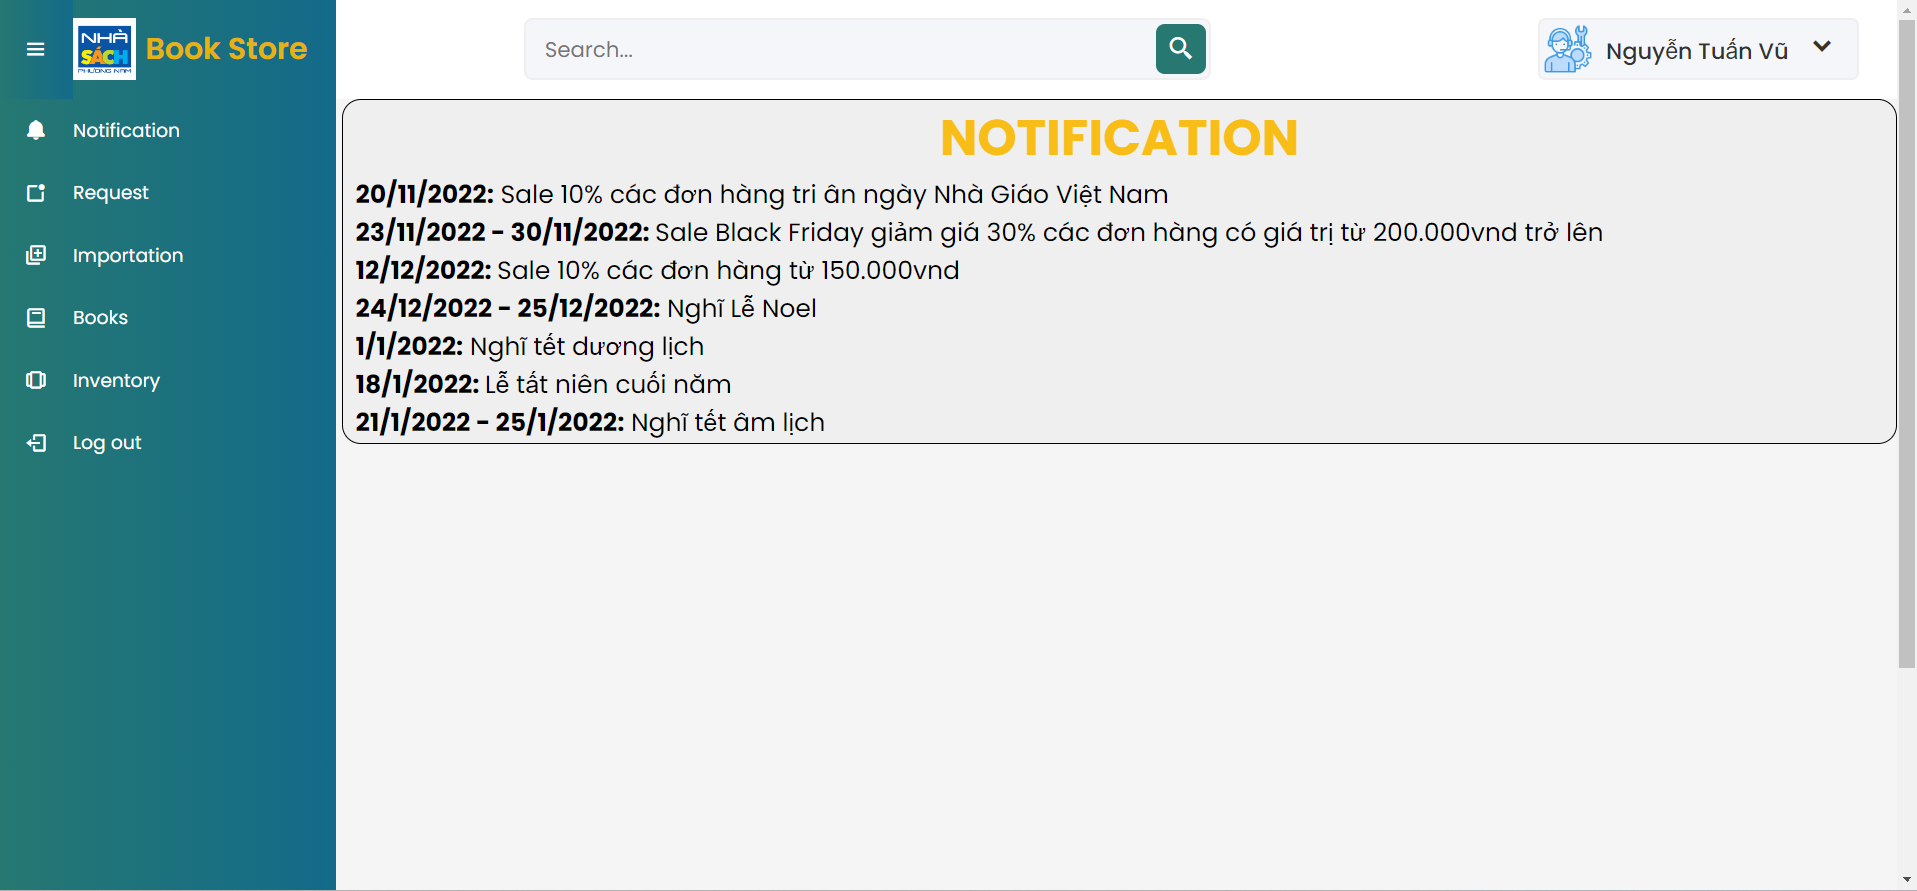 NHÀ
SÁCH
PHƯƠNG NAM
Book Store
Search...
Nguyễn Tuấn Vũ
Notification
Request
Importation
Books
Inventory
Log out
NOTIFICATION
20/11/2022: Sale 10% các đơn hàng tri ân ngày Nhà Giáo Việt Nam
23/11/2022 - 30/11/2022: Sale Black Friday giảm giá 30% các đơn hàng có giá trị từ 200.000vnd trở lên
12/12/2022: Sale 10% các đơn hàng từ 150.000vnd
24/12/2022 - 25/12/2022: Nghĩ Lễ Noel
1/1/2022: Nghĩ tết dương lịch
18/1/2022: Lễ tất niên cuối năm
21/1/2022 - 25/1/2022: Nghĩ tết âm lịch